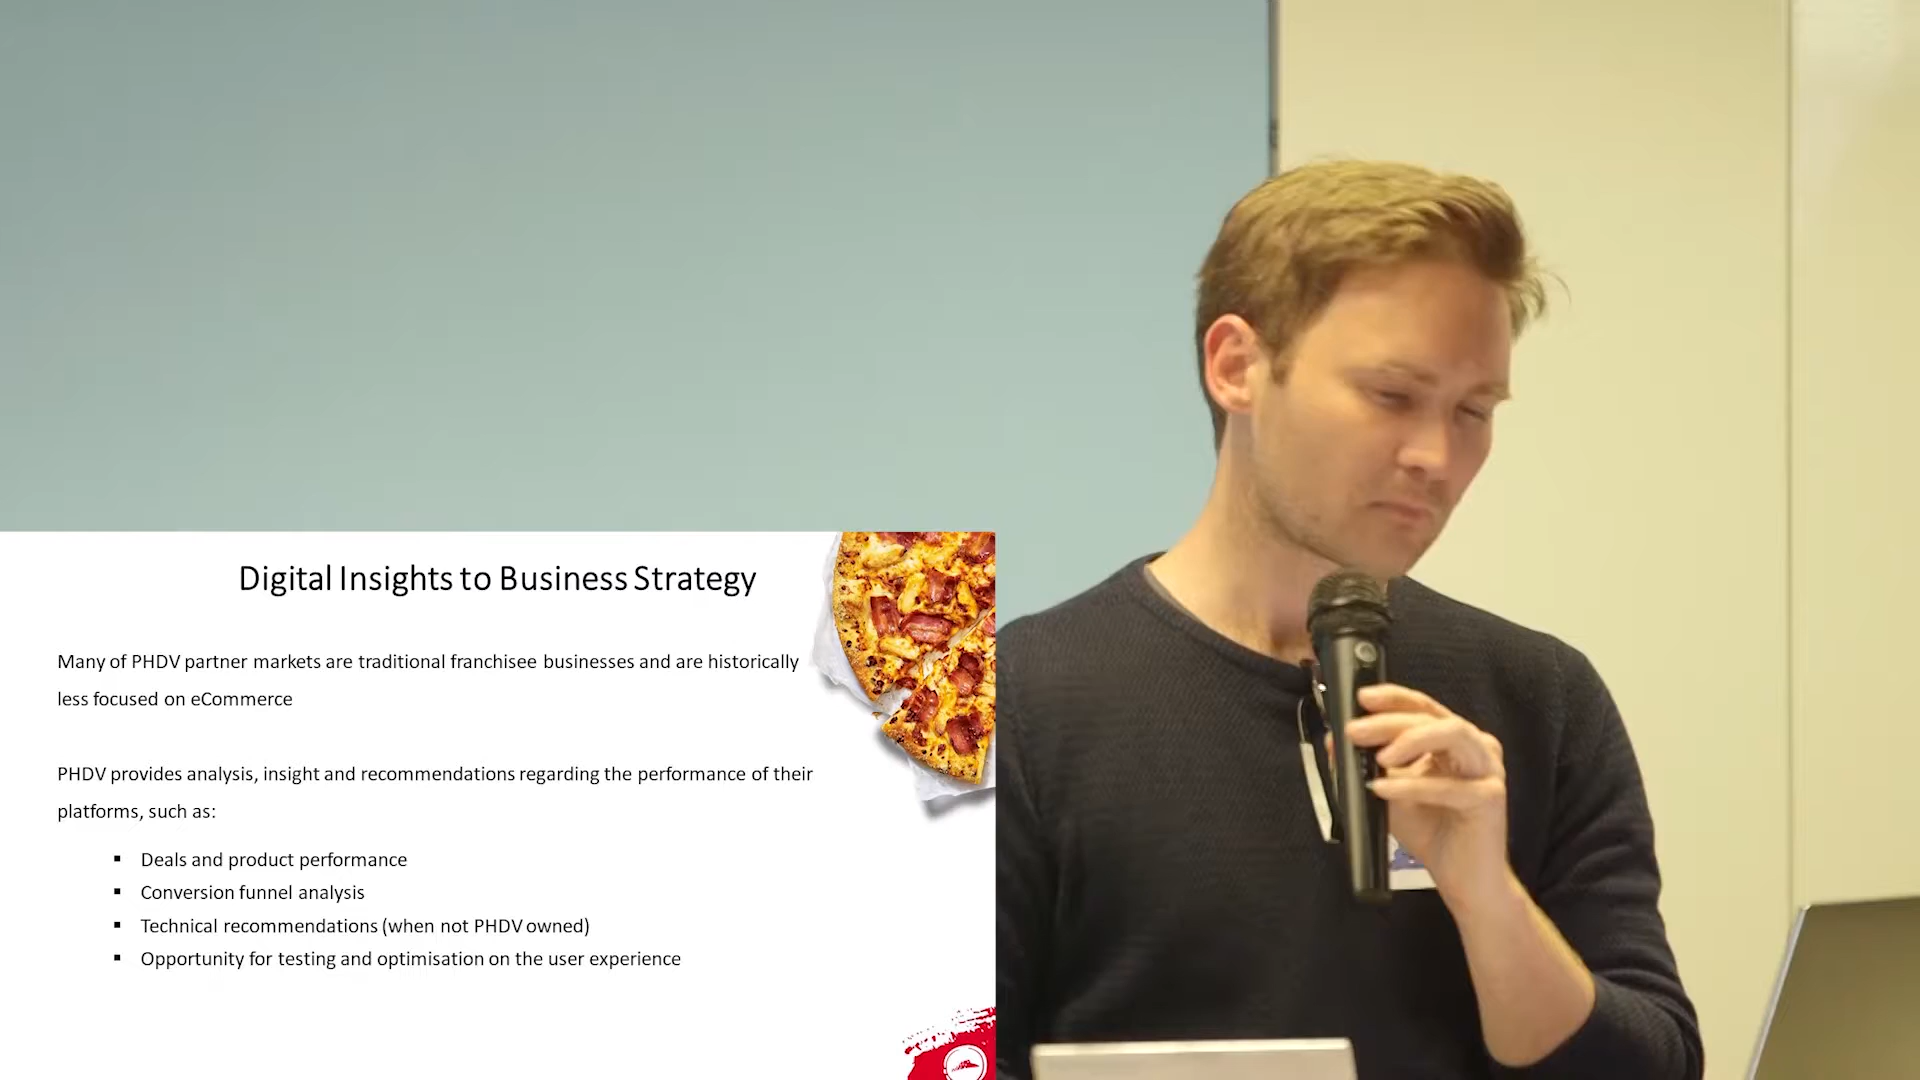 Digital Insights to Business Strategy
Many of PHDV partner markets are traditional franchisee businesses and are historically
less focused on eCommerce
PHDV provides analysis, insight and recommendations regarding the performance of their
platforms, such as:
▪ Deals and product performance
▪ Conversion funnel analysis
▪ Technical recommendations (when not PHDV owned)
▪ Opportunity for testing and optimisation on the user experience